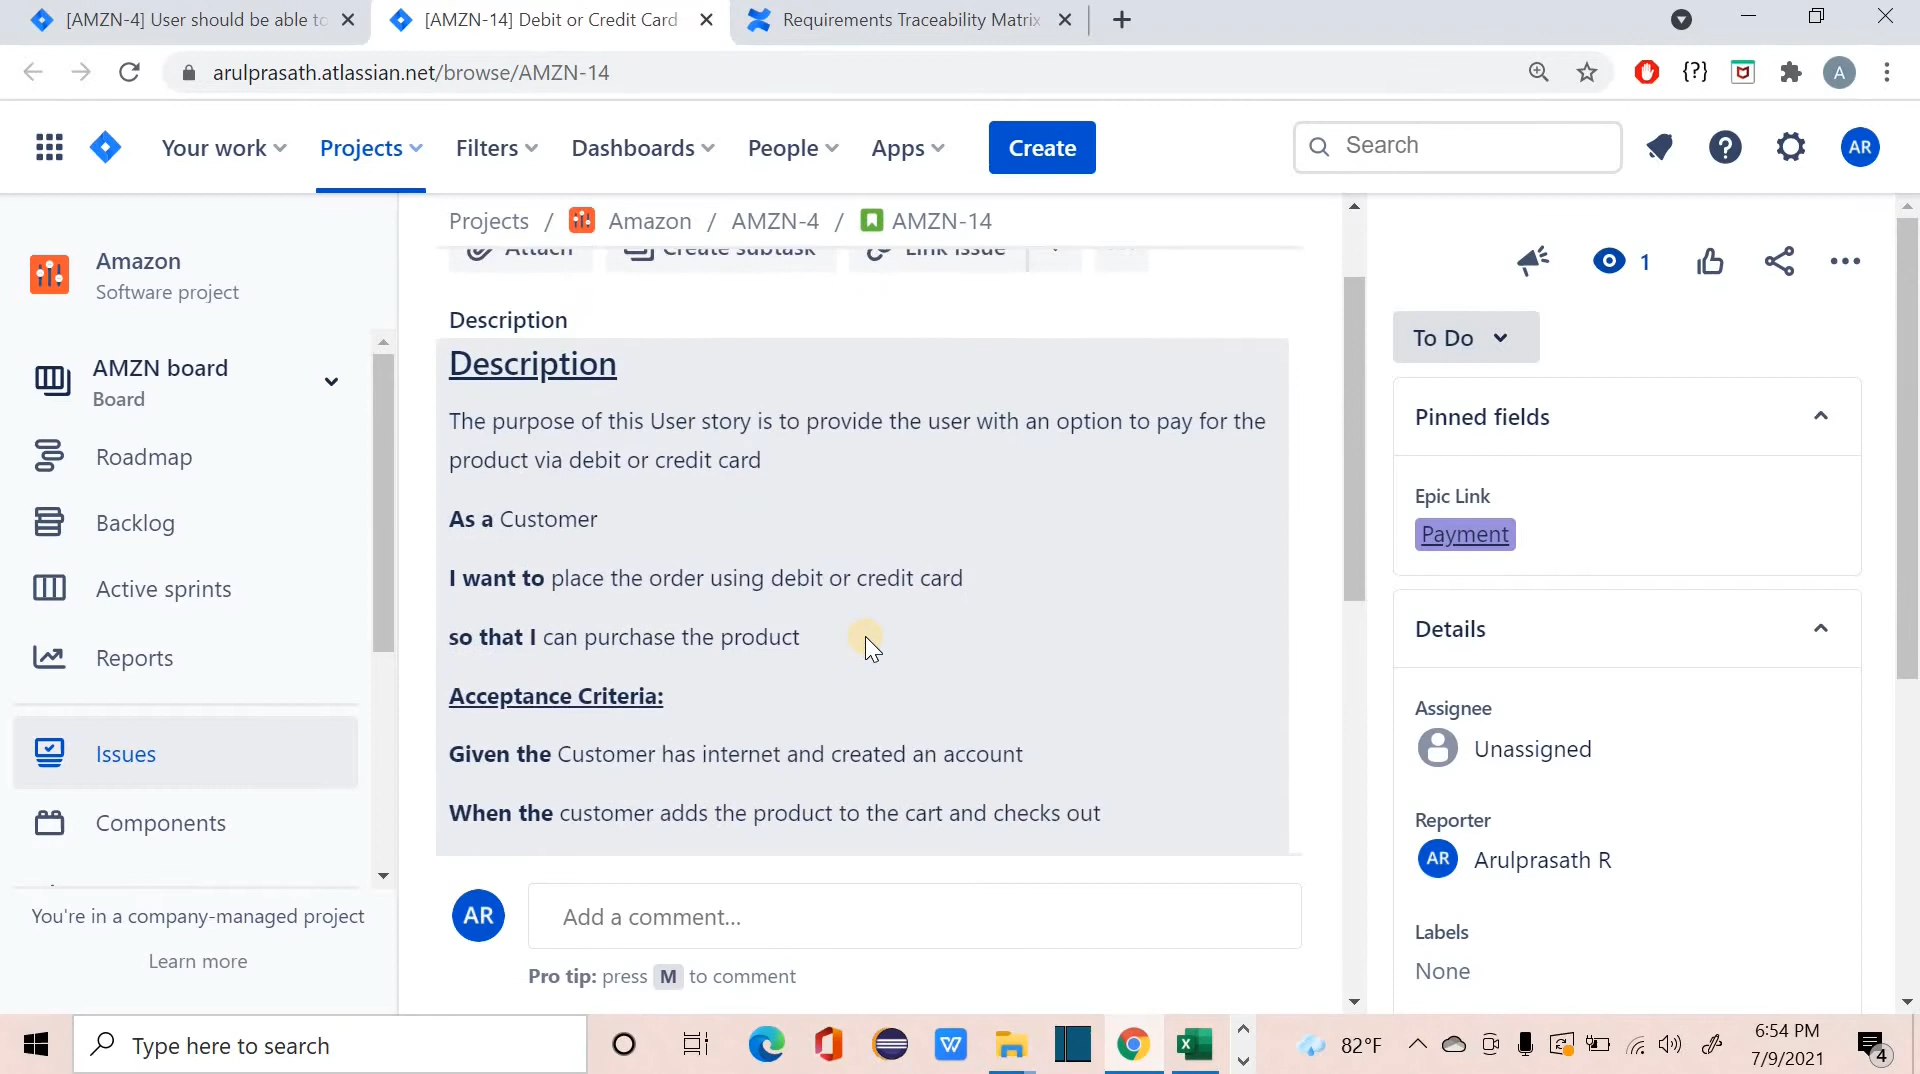 [AMZN-4] User should be able to
[AMZN-14] Debit or Credit Card
Requirements Traceability Matrix
arulprasath.atlassian.net/browse/AMZN-14
{?}
A
Your work
Projects
Filters
Dashboards
People
Apps
Create
Search
AR
Projects / Amazon / AMZN-4 / AMZN-14
Attach
Create subtask
Link issue
1
Amazon
Software project
AMZN board
Board
Roadmap
Backlog
Active sprints
Reports
Issues
Components
You're in a company-managed project
Learn more
Description
Description
The purpose of this User story is to provide the user with an option to pay for the
product via debit or credit card
As a Customer
I want to place the order using debit or credit card
so that I can purchase the product
Acceptance Criteria:
Given the Customer has internet and created an account
When the customer adds the product to the cart and checks out
AR
Add a comment...
Pro tip: press M to comment
To Do
Pinned fields
Epic Link
Payment
Details
Assignee
Unassigned
Reporter
AR
Arulprasath R
Labels
None
Type here to search
82°F
6:54 PM
7/9/2021
4